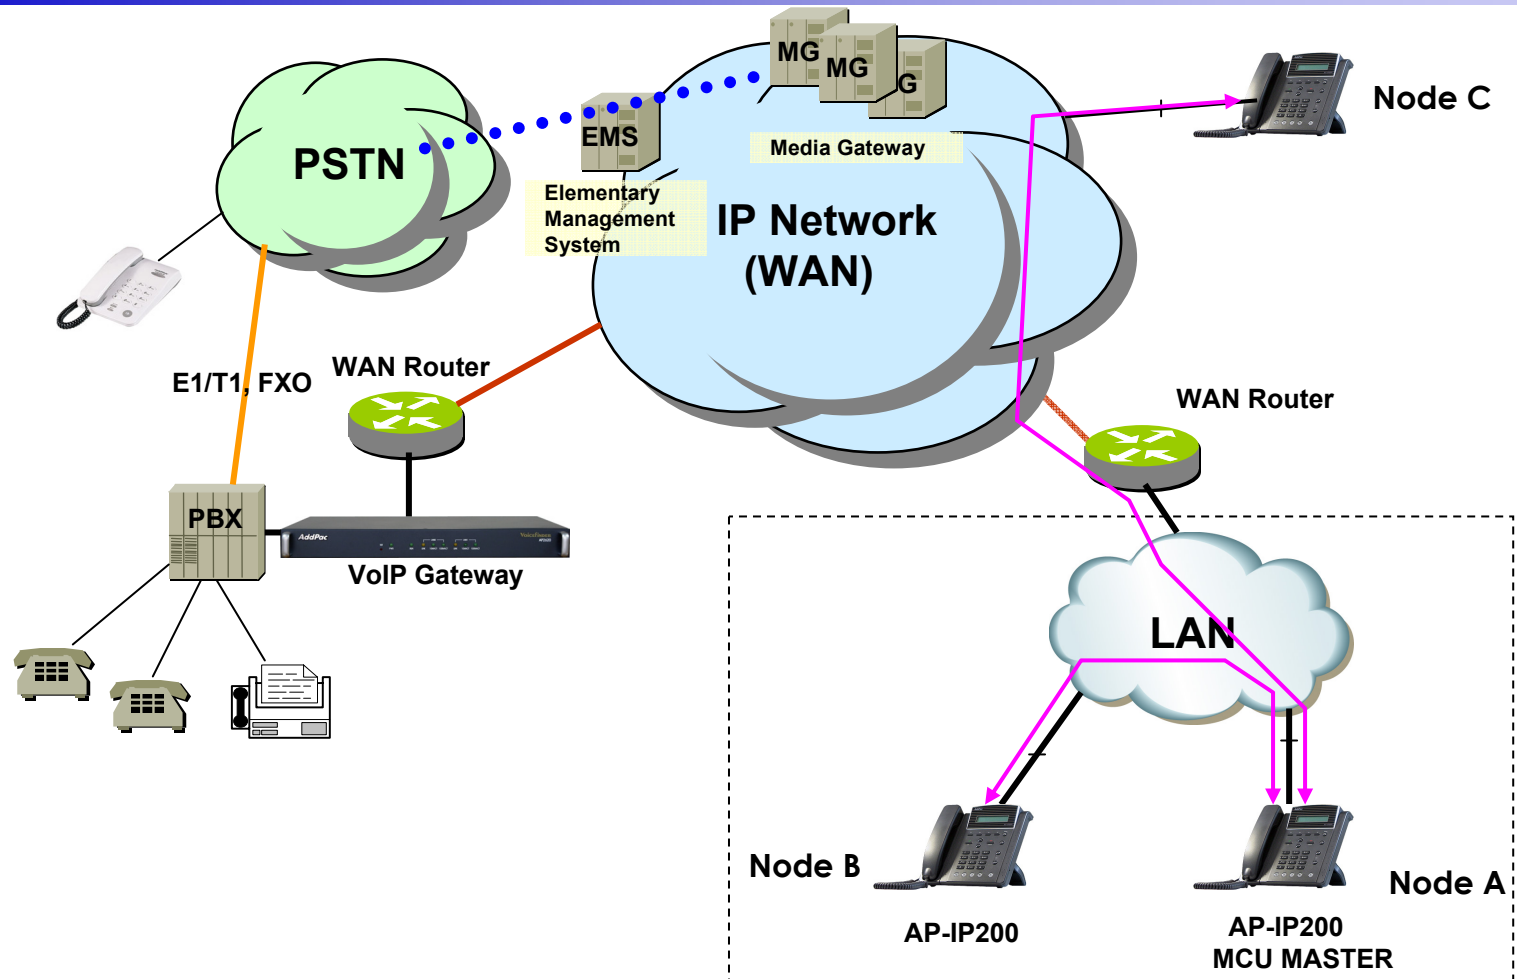 MG
MG
G
EMS
Node C
PSTN
Media Gateway
Elementary
Management
System
IP Network
(WAN)
WAN Router
E1/T1, FXO
WAN Router
PBX
AddPac
VoIP Gateway
LAN
Node B
Node A
AP-IP200
AP-IP200
MCU MASTER